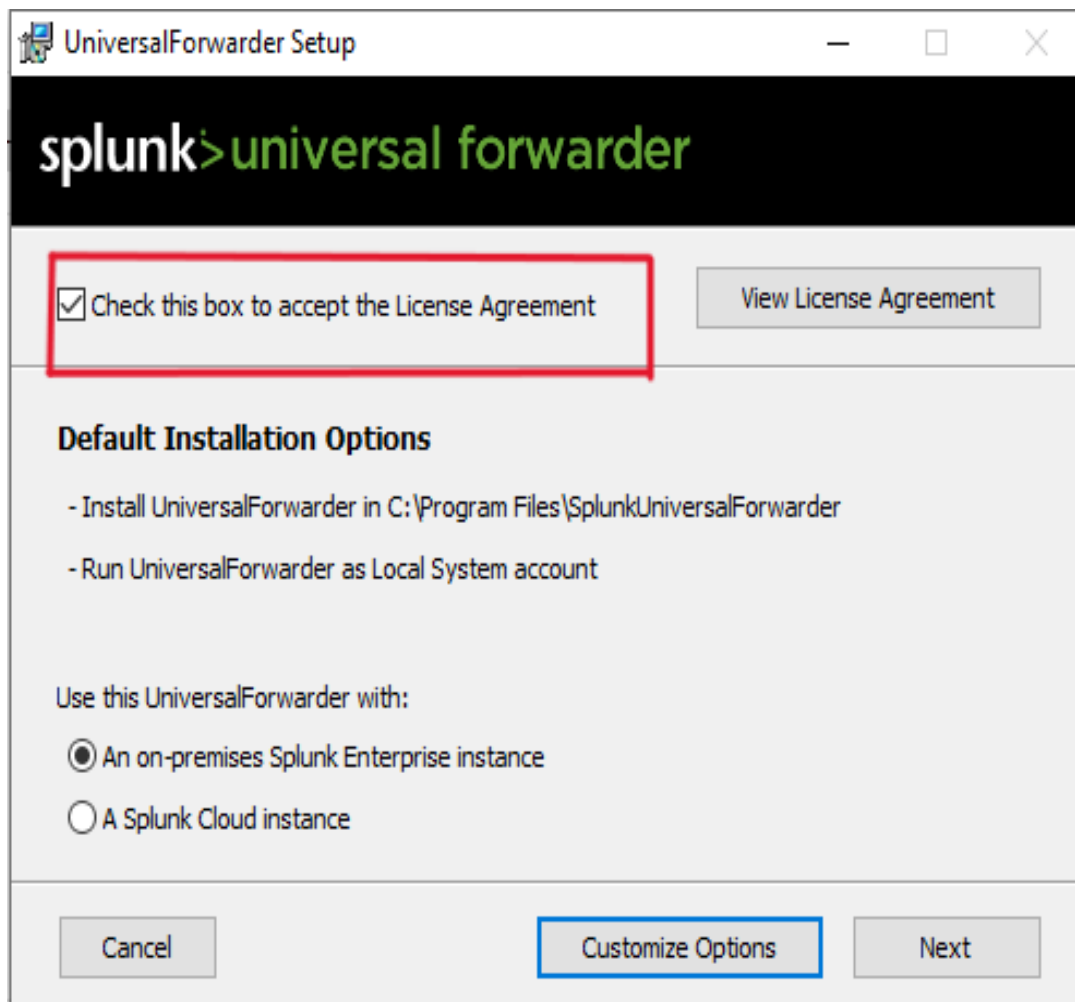 UniversalForwarder Setup
splunk>universal forwarder
Check this box to accept the License Agreement
View License Agreement
Default Installation Options
- Install UniversalForwarder in C:\Program Files\SplunkUniversalForwarder
- Run UniversalForwarder as Local System account
Use this UniversalForwarder with:
An on-premises Splunk Enterprise instance
A Splunk Cloud instance
Cancel
Customize Options
Next